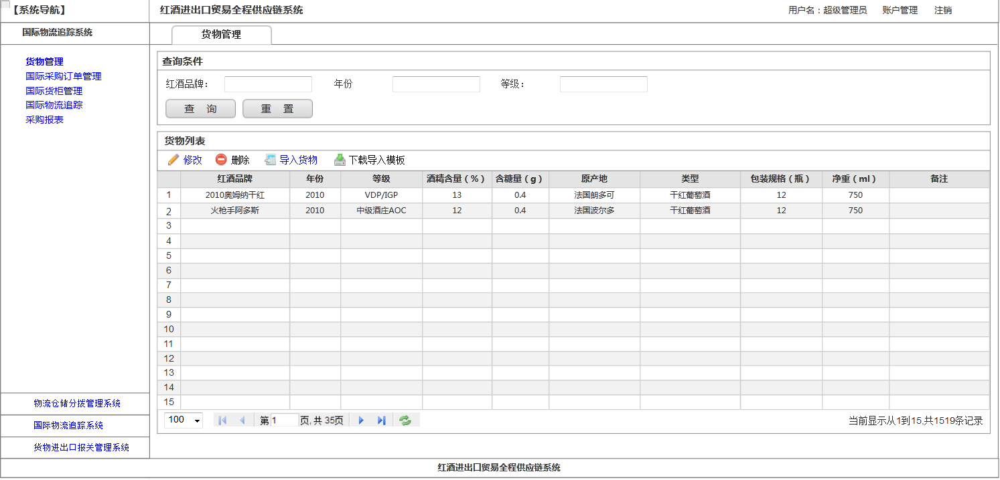 【系统导航】
红酒进出口贸易全程供应链系统
用户名：超级管理员 账户管理 注销
国际物流追踪系统
货物管理
货物管理
国际采购订单管理
国际货柜管理
国际物流追踪
采购报表
查询条件
红酒品牌： 年份 等级：
查 询 重 置
货物列表
修改 删除 导入货物 下载导入模板
红酒品牌 年份 等级 酒精含量（%） 含糖量（g） 原产地 类型 包装规格（瓶） 净重（ml） 备注
1 2010奥姆纳干红 2010 VDP/IGP 13 0.4 法国朗多可 干红葡萄酒 12 750
2 火枪手阿多斯 2010 中级酒庄AOC 12 0.4 法国波尔多 干红葡萄酒 12 750
3
4
5
6
7
8
9
10
11
12
13
14
15
100 第 1 页, 共 35页 当前显示从1到15,共1519条记录
物流仓储分拨管理系统
国际物流追踪系统
货物进出口报关管理系统
红酒进出口贸易全程供应链系统